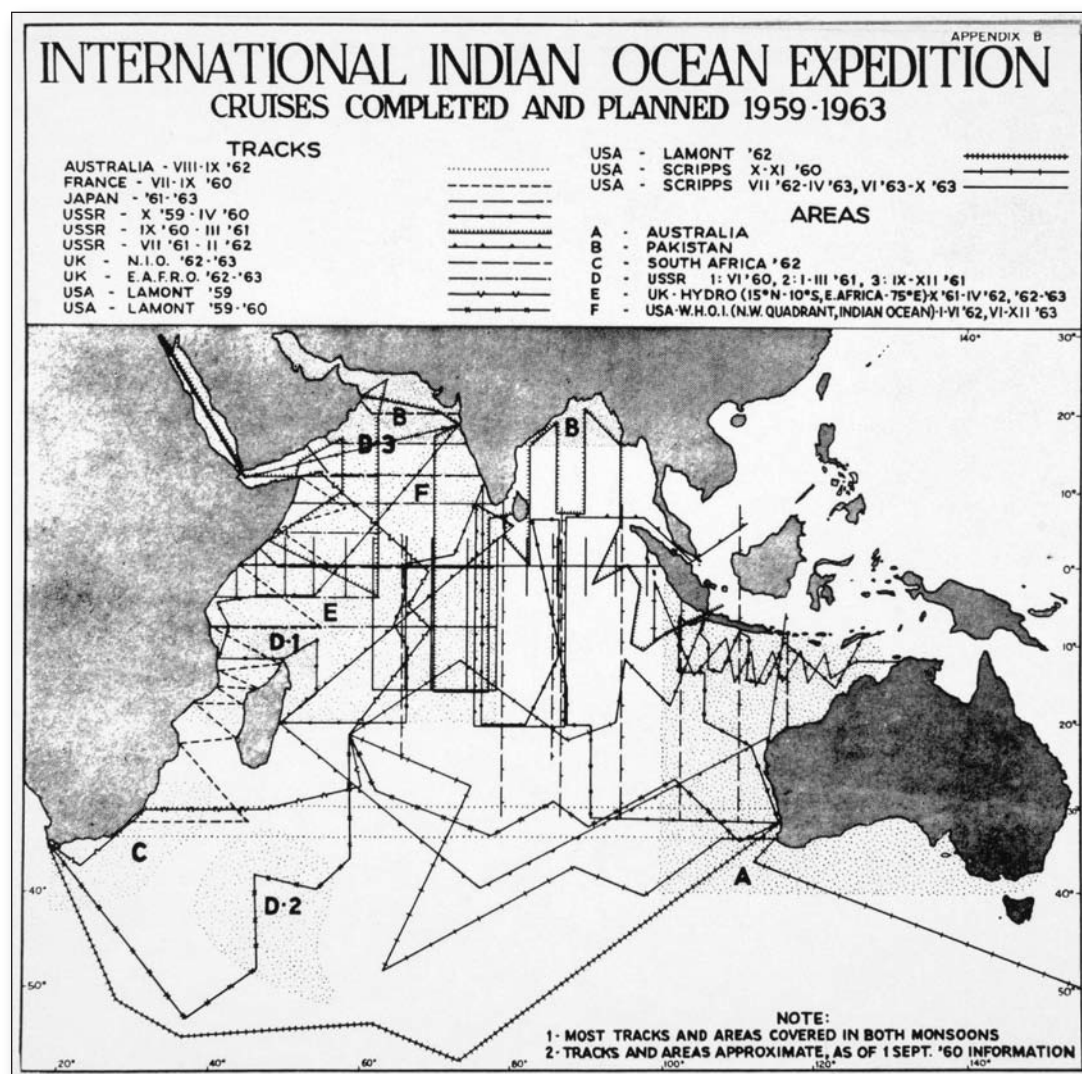 APPENDIX B
INTERNATIONAL INDIAN OCEAN EXPEDITION
CRUISES COMPLETED AND PLANNED 1959-1963
TRACKS
AUSTRALIA - VIII-IX '62
FRANCE - VII-IX '60
JAPAN - '61-'63
USSR - X '59-IV '60
USSR - IX '60-III '61
USSR - VII '61-II '62
UK - N.I.O. '62-'63
UK - E.A.F.R.O. '62-'63
USA - LAMONT '59
USA - LAMONT '59-'60
USA - LAMONT '62
USA - SCRIPPS X-XI '60
USA - SCRIPPS VII '62-IV '63, VI '63-X '63
AREAS
A - AUSTRALIA
B - PAKISTAN
C - SOUTH AFRICA '62
D - USSR 1: VI '60, 2: I-III '61, 3: IX-XII '61
E - UK-HYDRO (15°N-10°S, E.AFRICA-75°E)-X '61-IV '62, '62-'63
F - USA-W.H.O.I. (N.W. QUADRANT, INDIAN OCEAN)-I-VI '62, VI-XII '63
140° 30°
20°
B
B
D-3
F
10°
0°
E
D-1
10°
20°
30°
C
A
40° 40°
D-2
50° 50°
NOTE:
1- MOST TRACKS AND AREAS COVERED IN BOTH MONSOONS
2- TRACKS AND AREAS APPROXIMATE, AS OF 1 SEPT. '60 INFORMATION
20° 40° 60° 80° 100° 120° 140°